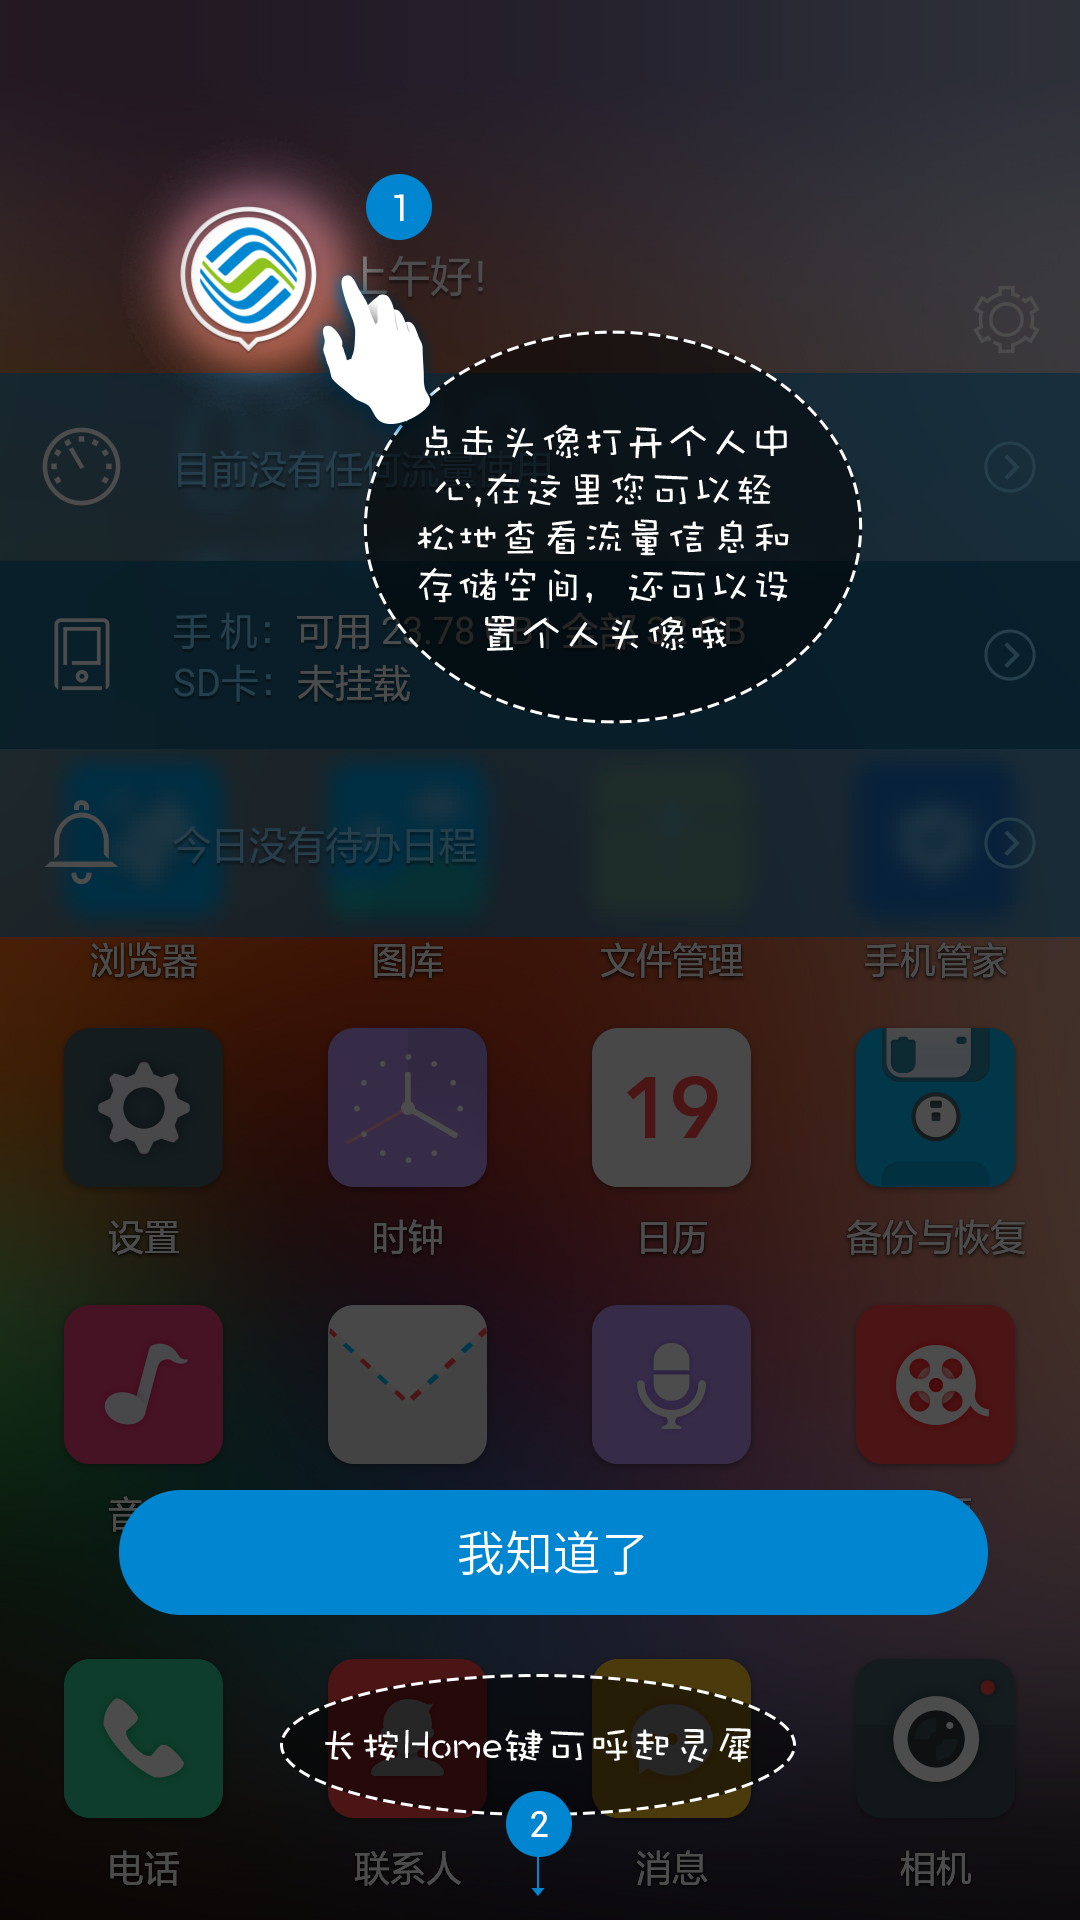 1
上午好!
目前没有任何流量使用
点击头像打开个人中
心,在这里您可以轻
松地查看流量信息和
存储空间，还可以设
置个人头像哦
手机：可用 23.78 GB 全部
SD卡：未挂载
今日没有待办日程
浏览器 图库 文件管理 手机管家
19
设置 时钟 日历 备份与恢复
音
我知道了
长按Home键可呼起灵犀
2
电话 联系人 消息 相机